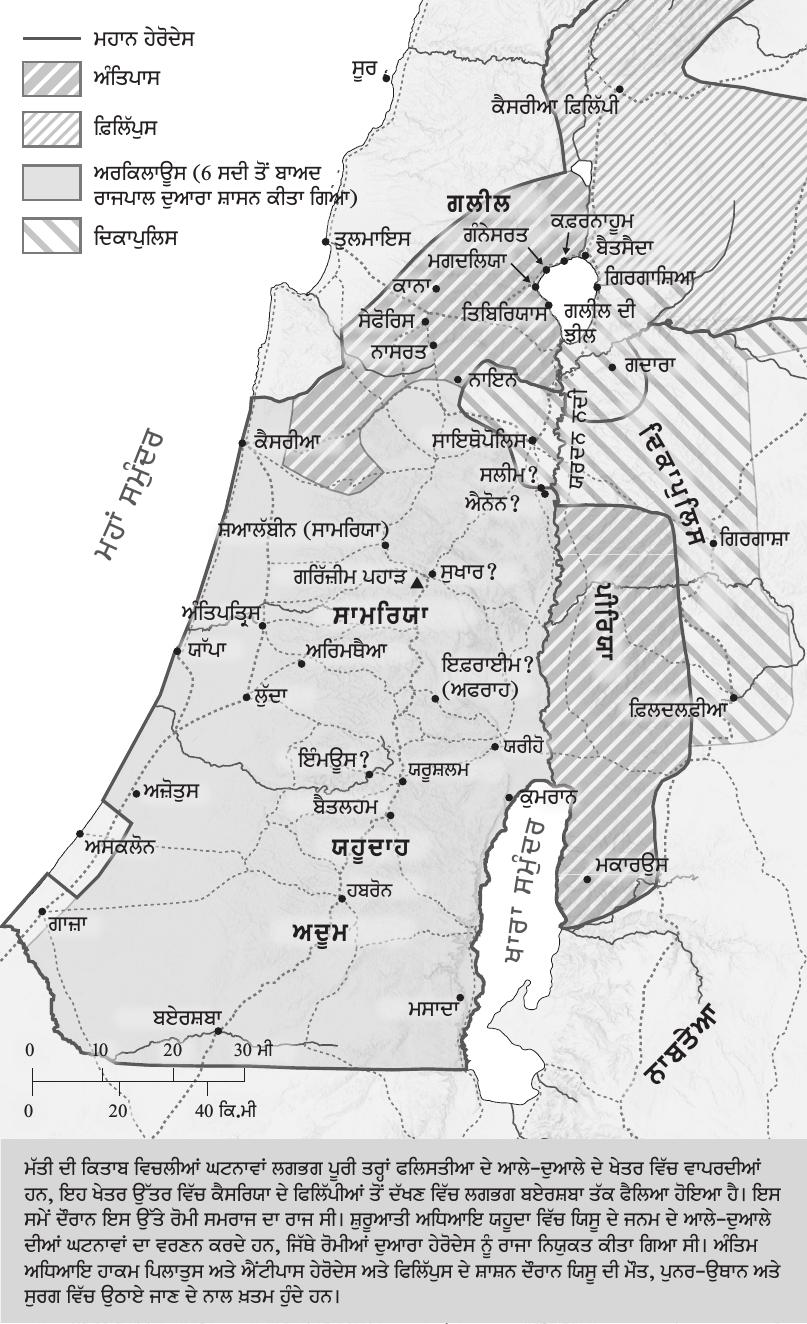 ਮਹਾਨ ਹੇਰੋਦੇਸ
ਅੰਤਿਪਾਸ
ਫ਼ਿਲਿੱਪੁਸ
ਅਰਕਿਲਾਊਸ (6 ਸਦੀ ਤੋਂ ਬਾਅਦ
ਰਾਜਪਾਲ ਦੁਆਰਾ ਸ਼ਾਸਨ ਕੀਤਾ ਗਿਆ)
ਦਿਕਾਪੁਲਿਸ
ਸੂਰ
ਕੈਸਰੀਆ ਫ਼ਿਲਿੱਪੀ
ਗਲੀਲ
ਕਫ਼ਰਨਾਹੂਮ
ਗੰਨੇਸਰਤ
ਤੁਲਮਾਇਸ
ਬੈਤਸੈਦਾ
ਮਗਦਲਿਯਾ
ਗਿਰਗਾਸ਼ਿਆ
ਕਾਨਾ
ਤਿਬਿਰਿਯਾਸ
ਗਲੀਲ ਦੀ
ਝੀਲ
ਸੇਫੋਰਿਸ
ਨਾਸਰਤ
ਗਦਾਰਾ
ਨਾਇਨ
ਯਰਦਨ ਨਦੀ
ਕੈਸਰੀਆ
ਸਾਇਥੋਪੋਲਿਸ
ਦਿਕਾਪੁਲਿਸ
ਮਹਾਂ ਸਮੁੰਦਰ
ਸਲੀਮ?
ਐਨੋਨ?
ਸ਼ਆਲੱਬੀਨ (ਸਾਮਰਿਯਾ)
ਗਿਰਗਾਸ਼ਾ
ਗਰਿੱਜ਼ੀਮ ਪਹਾੜ
ਸੁਖਾਰ?
ਸਾਮਰਿਯਾ
ਪੀਰਿਯਾ
ਅੰਤਿਪਤ੍ਰਿਸ
ਯਾੱਪਾ
ਅਰਿਮਥੈਆ
ਇਫ਼ਰਾਈਮ?
(ਅਫਰਾਹ)
ਲੁੱਦਾ
ਫ਼ਿਲਦਲਫ਼ੀਆ
ਯਰੀਹੋ
ਇੰਮਊਸ?
ਯਰੂਸ਼ਲਮ
ਅਜ਼ੋਤੁਸ
ਕੁਮਰਾਨ
ਬੈਤਲਹਮ
ਅਸਕਲੋਨ
ਯਹੂਦਾਹ
ਖਾਰਾ ਸਮੁੰਦਰ
ਮਕਾਰਊਸ
ਹਬਰੋਨ
ਗਾਜ਼ਾ
ਅਦੂਮ
ਮਸਾਦਾ
ਬਏਰਸ਼ਬਾ
ਨਾਬਤੇਆ
0 10 20 30 ਮੀ
0 20 40 ਕਿ.ਮੀ
ਮੱਤੀ ਦੀ ਕਿਤਾਬ ਵਿਚਲੀਆਂ ਘਟਨਾਵਾਂ ਲਗਭਗ ਪੂਰੀ ਤਰ੍ਹਾਂ ਫਲਿਸਤੀਆ ਦੇ ਆਲੇ-ਦੁਆਲੇ ਦੇ ਖੇਤਰ ਵਿੱਚ ਵਾਪਰਦੀਆਂ
ਹਨ, ਇਹ ਖੇਤਰ ਉੱਤਰ ਵਿੱਚ ਕੈਸਰਿਯਾ ਦੇ ਫਿਲਿੱਪੀਆਂ ਤੋਂ ਦੱਖਣ ਵਿੱਚ ਲਗਭਗ ਬਏਰਸ਼ਬਾ ਤੱਕ ਫੈਲਿਆ ਹੋਇਆ ਹੈ। ਇਸ
ਸਮੇਂ ਦੌਰਾਨ ਇਸ ਉੱਤੇ ਰੋਮੀ ਸਮਰਾਜ ਦਾ ਰਾਜ ਸੀ। ਸ਼ੁਰੂਆਤੀ ਅਧਿਆਇ ਯਹੂਦਾ ਵਿੱਚ ਯਿਸੂ ਦੇ ਜਨਮ ਦੇ ਆਲੇ-ਦੁਆਲੇ
ਦੀਆਂ ਘਟਨਾਵਾਂ ਦਾ ਵਰਣਨ ਕਰਦੇ ਹਨ, ਜਿੱਥੇ ਰੋਮੀਆਂ ਦੁਆਰਾ ਹੇਰੋਦੇਸ ਨੂੰ ਰਾਜਾ ਨਿਯੁਕਤ ਕੀਤਾ ਗਿਆ ਸੀ। ਅੰਤਿਮ
ਅਧਿਆਇ ਹਾਕਮ ਪਿਲਾਤੁਸ ਅਤੇ ਐਂਟੀਪਾਸ ਹੇਰੋਦੇਸ ਅਤੇ ਫਿਲਿੱਪੁਸ ਦੇ ਸ਼ਾਸ਼ਨ ਦੌਰਾਨ ਯਿਸੂ ਦੀ ਮੌਤ, ਪੁਨਰ-ਉਥਾਨ ਅਤੇ
ਸੁਰਗ ਵਿੱਚ ਉਠਾਏ ਜਾਣ ਦੇ ਨਾਲ ਖ਼ਤਮ ਹੁੰਦੇ ਹਨ।